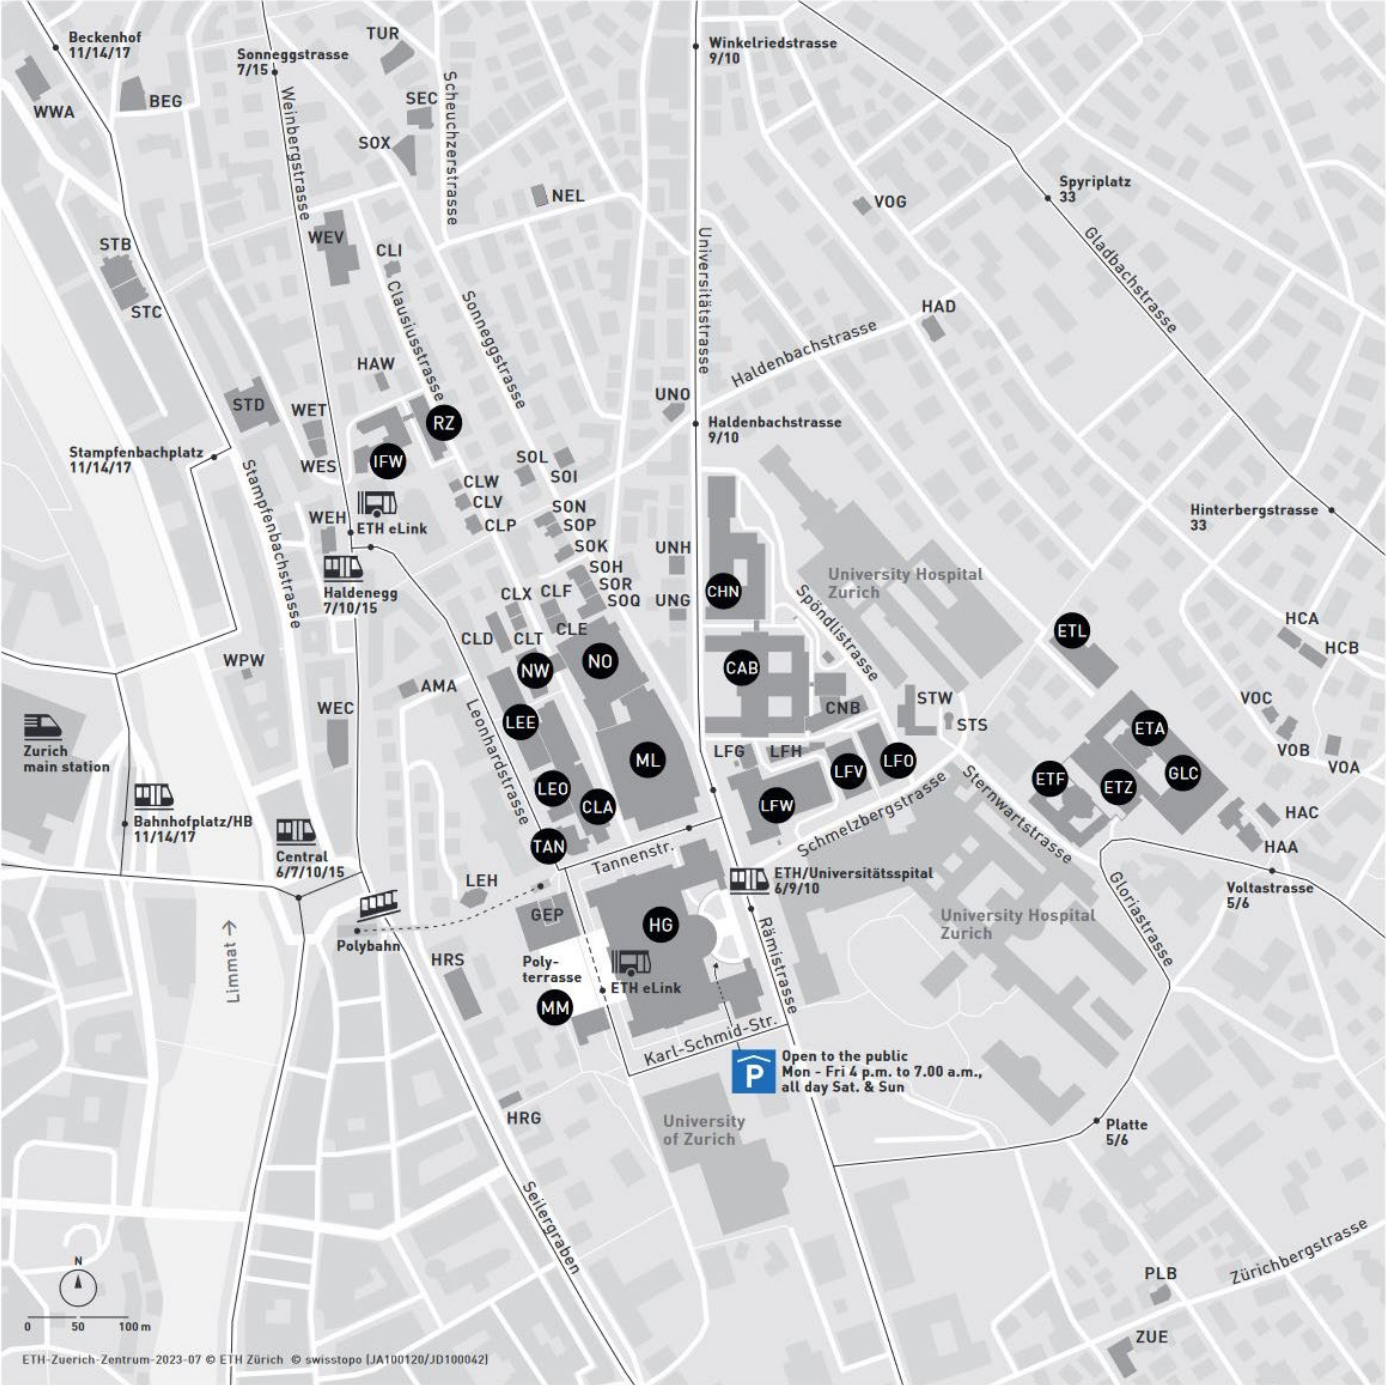 Beckenhof
11/14/17
Sonneggstrasse
7/15
TUR
Winkelriedstrasse
9/10
WWA
BEG
SEC
SOX
Weinbergstrasse
Scheuchzerstrasse
NEL
VOG
Spyriplatz
33
STB
STC
WEV
CLI
Clausiusstrasse
Sonneggstrasse
Universitätstrasse
Gladbachstrasse
HAD
Haldenbachstrasse
HAW
STD
WET
WES
RZ
IFW
UNO
Haldenbachstrasse
9/10
Stampfenbachplatz
11/14/17
Stampfenbachstrasse
SOL
SOI
CLW
CLV
CLP
SON
SOP
SOK
SOH
SOR
SOQ
Hinterbergstrasse
33
WEH
ETH eLink
Haldenegg
7/10/15
UNH
UNG
CHN
University Hospital
Zurich
Spöndlistrasse
CLX
CLF
CLE
CLD
CLT
NW
NO
CAB
ETL
HCA
HCB
WPW
AMA
WEC
LEE
Leonhardstrasse
CNB
STW
STS
VOC
VOB
VOA
ETA
GLC
ETZ
ETF
Zurich
main station
ML
LFG
LFH
LFV
LFO
LFW
LEO
CLA
TAN
Schmelzbergstrasse
Sternwartstrasse
HAC
HAA
Bahnhofplatz/HB
11/14/17
Central
6/7/10/15
Tannenstr.
ETH/Universitätsspital
6/9/10
Voltastrasse
5/6
LEH
GEP
HG
University Hospital
Zurich
Gloriastrasse
Polybahn
Limmat →
HRS
Poly-
terrasse
MM
ETH eLink
Rämistrasse
Karl-Schmid-Str.
P
Open to the public
Mon - Fri 4 p.m. to 7.00 a.m.,
all day Sat. & Sun
HRG
University
of Zurich
Platte
5/6
Seilergraben
PLB
Zürichbergstrasse
ZUE
N
0 50 100 m
ETH-Zuerich-Zentrum-2023-07 © ETH Zürich © swisstopo (JA100120/JD100042)